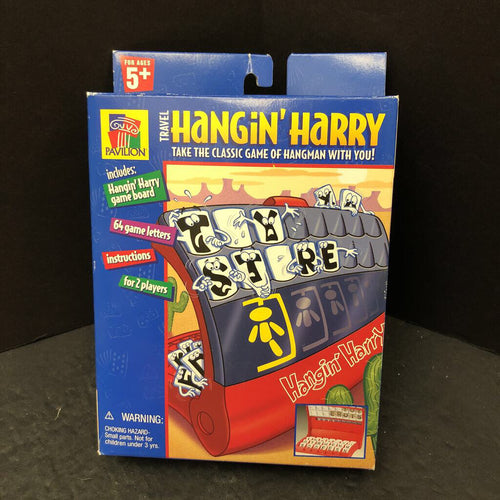 FOR AGES
5+
PAVILION
TRAVEL
HANGiN' HARRY
TAKE THE CLASSIC GAME OF HANGMAN WITH YOU!
includes:
Hangin' Harry
game board
64 game letters
instructions
for 2 players
TOY
STORE
Hangin' Harry
WARNING:
CHOKING HAZARD-
Small parts. Not for
children under 3 yrs.